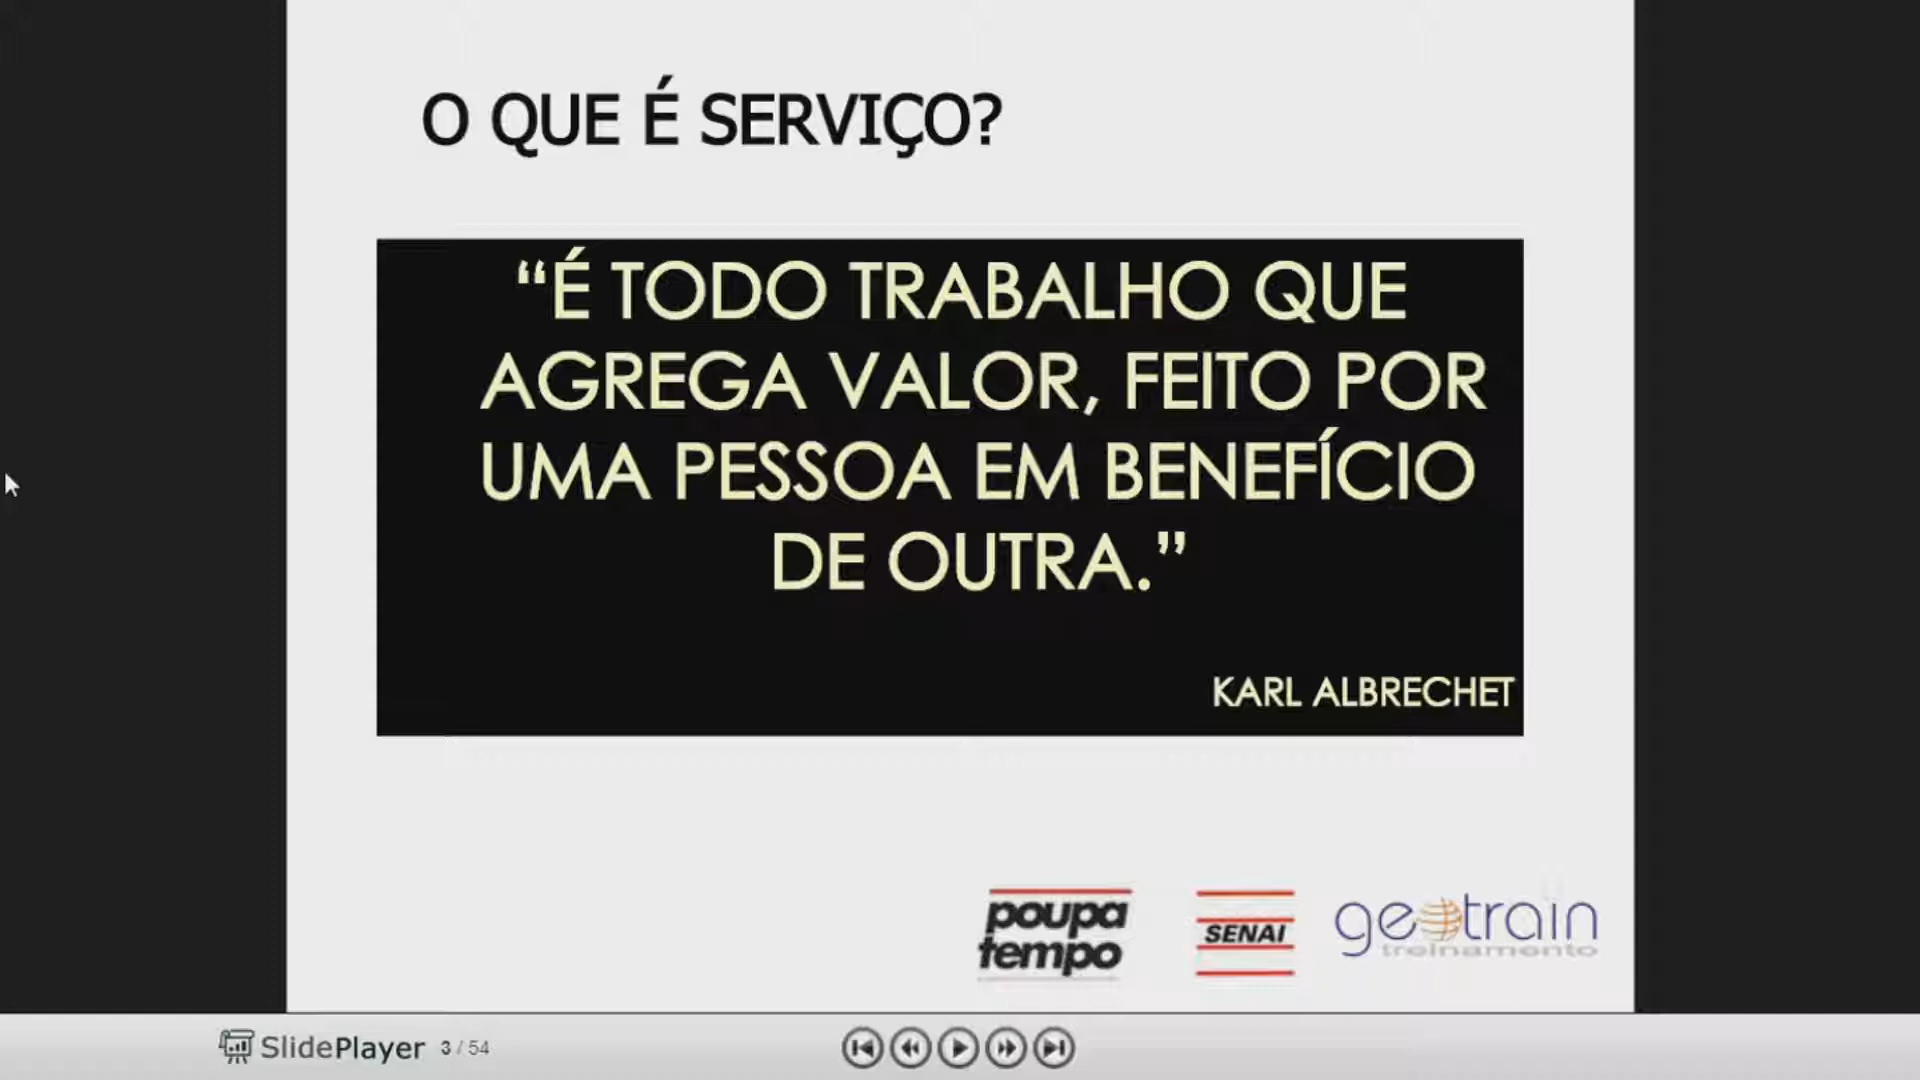 O QUE É SERVIÇO?
“É TODO TRABALHO QUE
AGREGA VALOR, FEITO POR
UMA PESSOA EM BENEFÍCIO
DE OUTRA.”
KARL ALBRECHET
poupa
tempo
SENAI
geotrain
treinamento
SlidePlayer 3 / 54